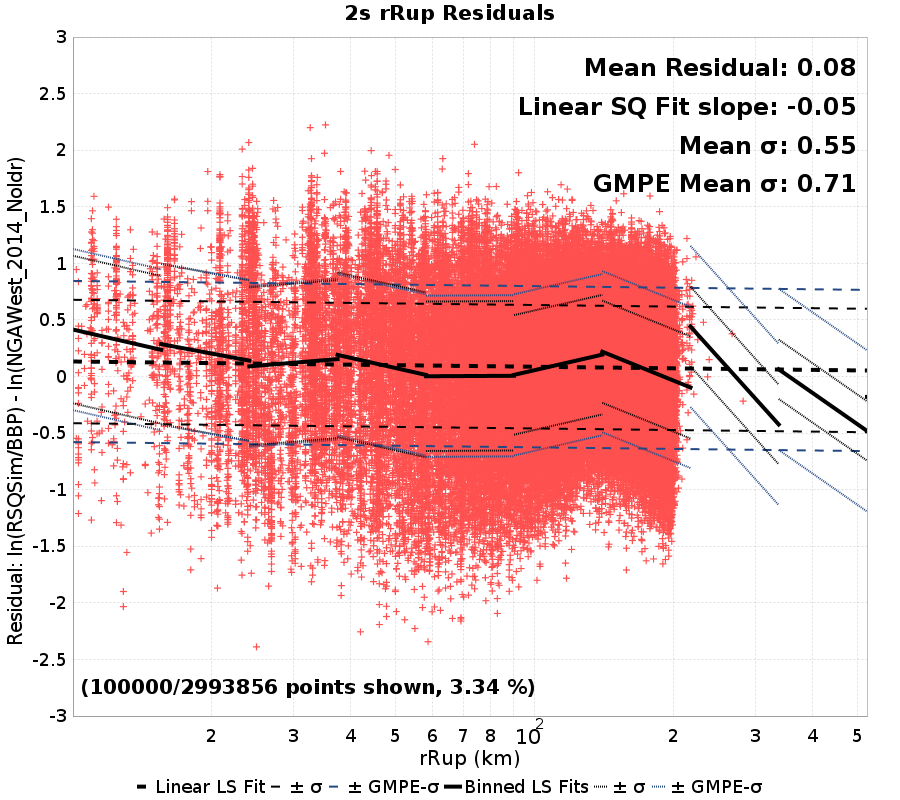 2s rRup Residuals
Residual: ln(RSQSim/BBP) - ln(NGAWest_2014_NoIdr)
3
2.5
2
1.5
1
0.5
0
-0.5
-1
-1.5
-2
-2.5
-3
Mean Residual: 0.08
Linear SQ Fit slope: -0.05
Mean σ: 0.55
GMPE Mean σ: 0.71
(100000/2993856 points shown, 3.34 %)
2 3 4 5 6 7 8 10² 2 3 4 5
rRup (km)
Linear LS Fit ± σ ± GMPE-σ Binned LS Fits ± σ ± GMPE-σ